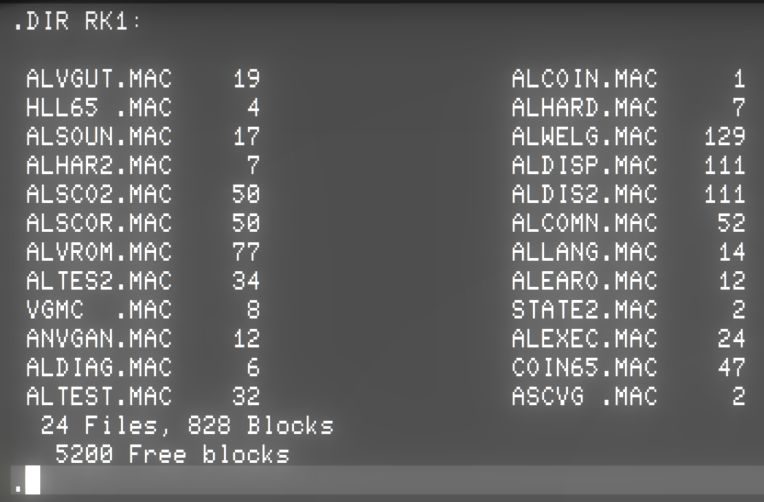 .DIR RK1:
ALVGUT.MAC 19 ALCOIN.MAC 1
HLL65 .MAC 4 ALHARD.MAC 7
ALSOUN.MAC 17 ALWELG.MAC 129
ALHAR2.MAC 7 ALDISP.MAC 111
ALSCO2.MAC 50 ALDIS2.MAC 111
ALSCOR.MAC 50 ALCOMN.MAC 52
ALVROM.MAC 77 ALLANG.MAC 14
ALTES2.MAC 34 ALEARO.MAC 12
VGMC .MAC 8 STATE2.MAC 2
ANVGAN.MAC 12 ALEXEC.MAC 24
ALDIAG.MAC 6 COIN65.MAC 47
ALTEST.MAC 32 ASCVG .MAC 2
24 Files, 828 Blocks
5200 Free blocks
.